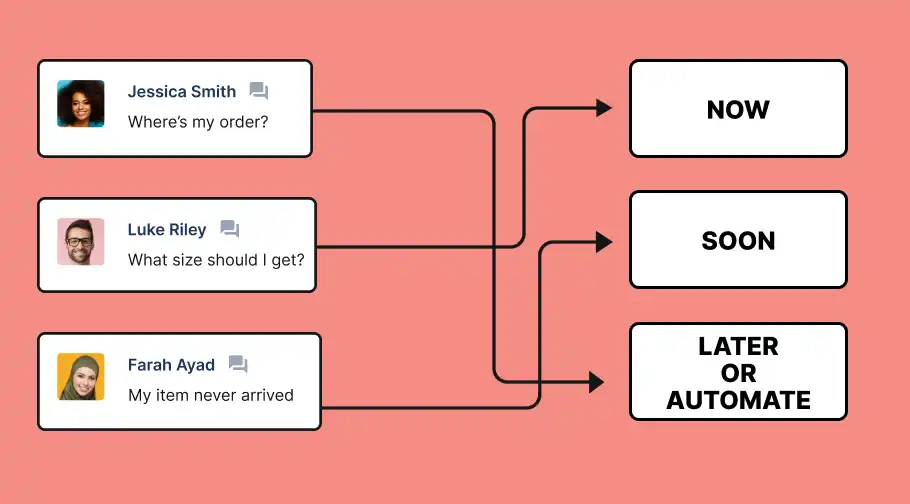 Jessica Smith
Where’s my order?
NOW
Luke Riley
What size should I get?
SOON
Farah Ayad
My item never arrived
LATER
OR
AUTOMATE